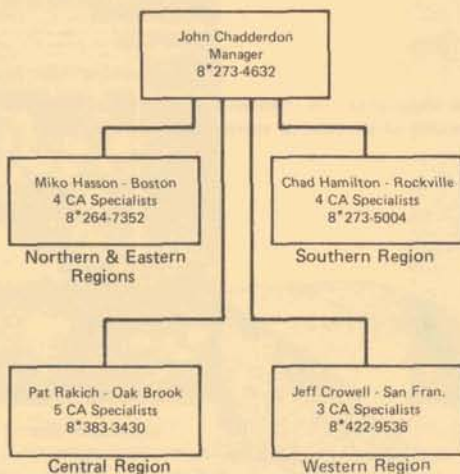 John Chadderdon
Manager
8*273-4632
Miko Hasson - Boston
4 CA Specialists
8*264-7352
Northern & Eastern
Regions
Chad Hamilton - Rockville
4 CA Specialists
8*273-5004
Southern Region
Pat Rakich - Oak Brook
5 CA Specialists
8*383-3430
Central Region
Jeff Crowell - San Fran.
3 CA Specialists
8*422-9536
Western Region